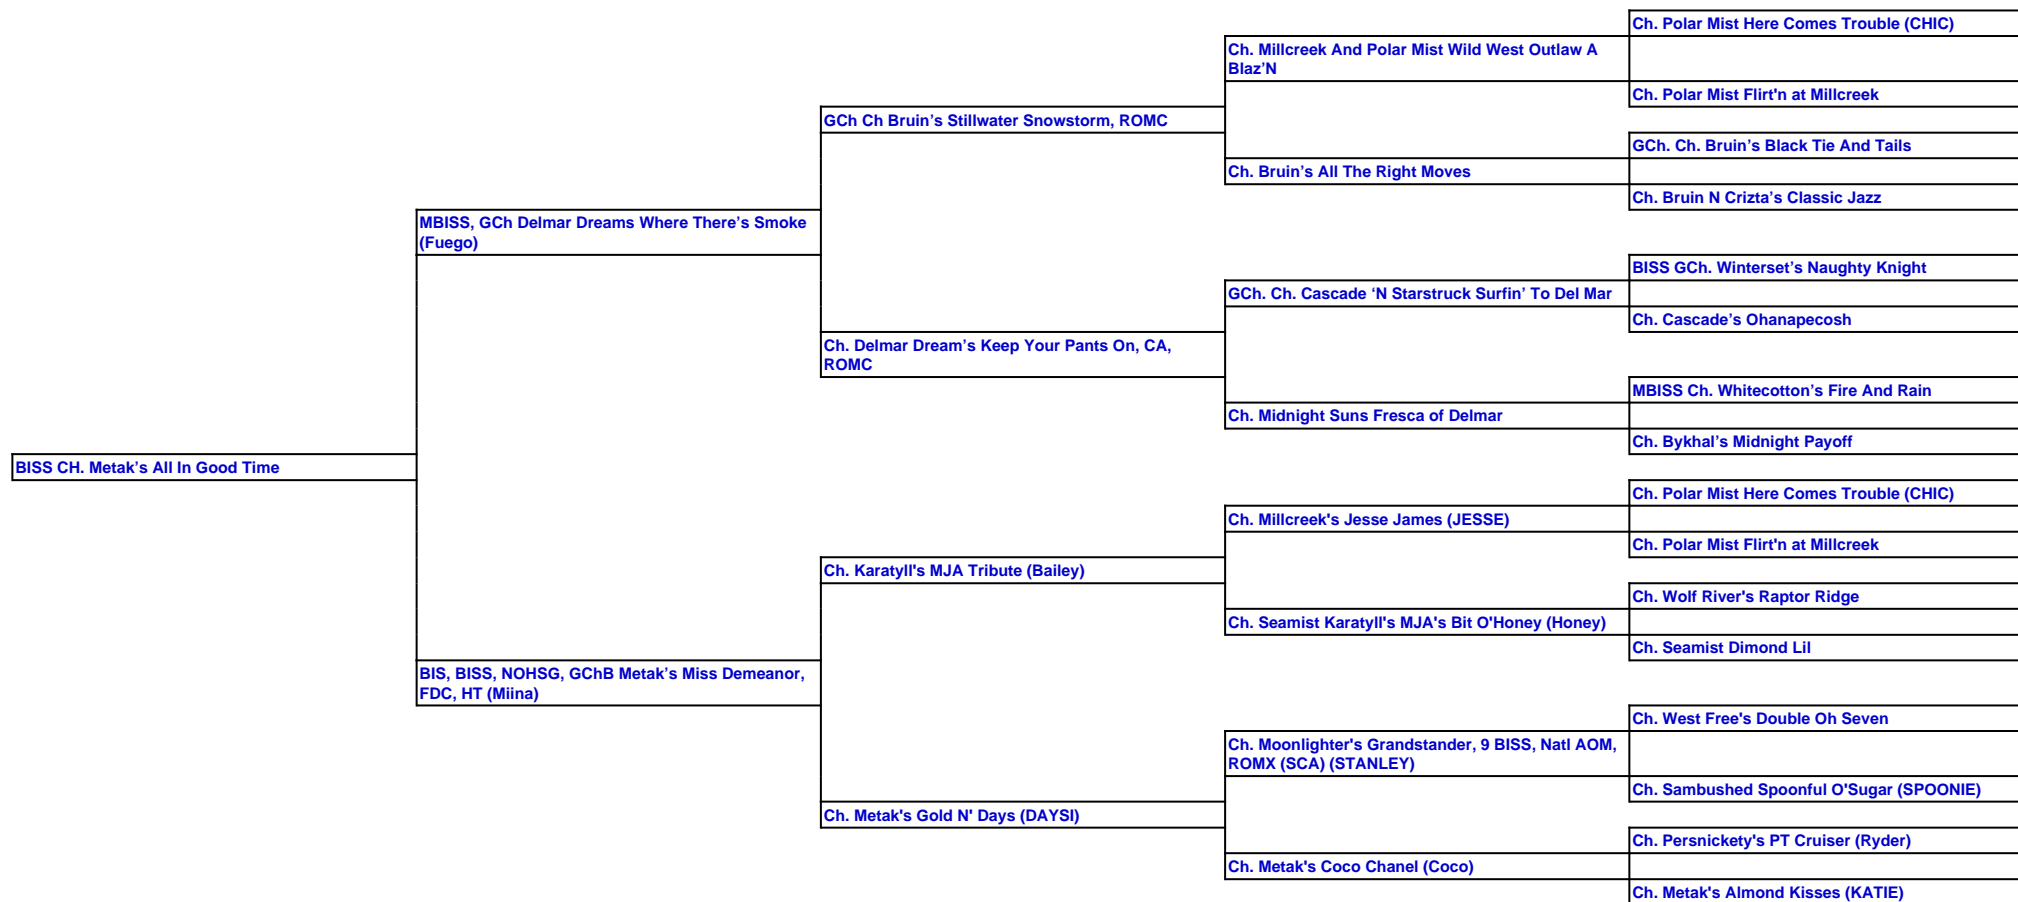 Ch. Polar Mist Here Comes Trouble (CHIC)
Ch. Millcreek And Polar Mist Wild West Outlaw A
Blaz’N
Ch. Polar Mist Flirt'n at Millcreek
GCh Ch Bruin’s Stillwater Snowstorm, ROMC
GCh. Ch. Bruin’s Black Tie And Tails
Ch. Bruin’s All The Right Moves
Ch. Bruin N Crizta’s Classic Jazz
MBISS, GCh Delmar Dreams Where There’s Smoke
(Fuego)
BISS GCh. Winterset’s Naughty Knight
GCh. Ch. Cascade ‘N Starstruck Surfin’ To Del Mar
Ch. Cascade’s Ohanapecosh
Ch. Delmar Dream’s Keep Your Pants On, CA,
ROMC
MBISS Ch. Whitecotton’s Fire And Rain
Ch. Midnight Suns Fresca of Delmar
Ch. Bykhal’s Midnight Payoff
BISS CH. Metak’s All In Good Time
Ch. Polar Mist Here Comes Trouble (CHIC)
Ch. Millcreek's Jesse James (JESSE)
Ch. Polar Mist Flirt'n at Millcreek
Ch. Karatyll's MJA Tribute (Bailey)
Ch. Wolf River's Raptor Ridge
Ch. Seamist Karatyll's MJA's Bit O'Honey (Honey)
Ch. Seamist Dimond Lil
BIS, BISS, NOHSG, GChB Metak’s Miss Demeanor,
FDC, HT (Miina)
Ch. West Free's Double Oh Seven
Ch. Moonlighter's Grandstander, 9 BISS, Natl AOM,
ROMX (SCA) (STANLEY)
Ch. Sambushed Spoonful O'Sugar (SPOONIE)
Ch. Metak's Gold N' Days (DAYSI)
Ch. Persnickety's PT Cruiser (Ryder)
Ch. Metak's Coco Chanel (Coco)
Ch. Metak's Almond Kisses (KATIE)